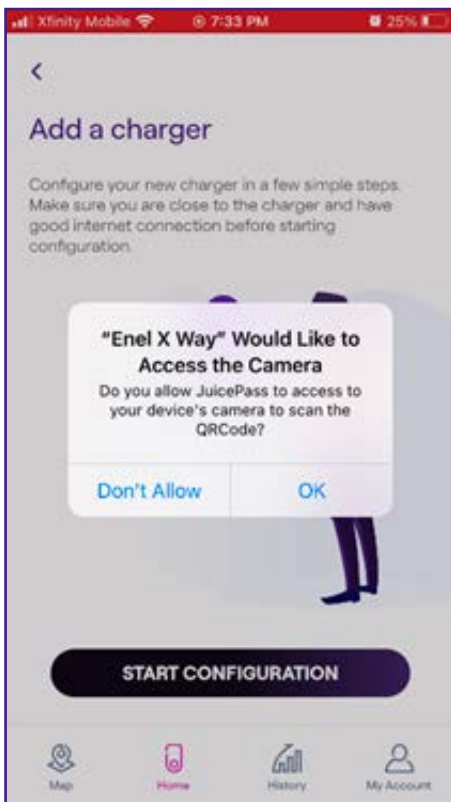 Xfinity Mobile 7:33 PM 25%
Add a charger
Configure your new charger in a few simple steps.
Make sure you are close to the charger and have
good internet connection before starting
configuration.
"Enel X Way" Would Like to
Access the Camera
Do you allow JuicePass to access to
your device's camera to scan the
QRCode?
Don't Allow OK
START CONFIGURATION
Map Home History My Account